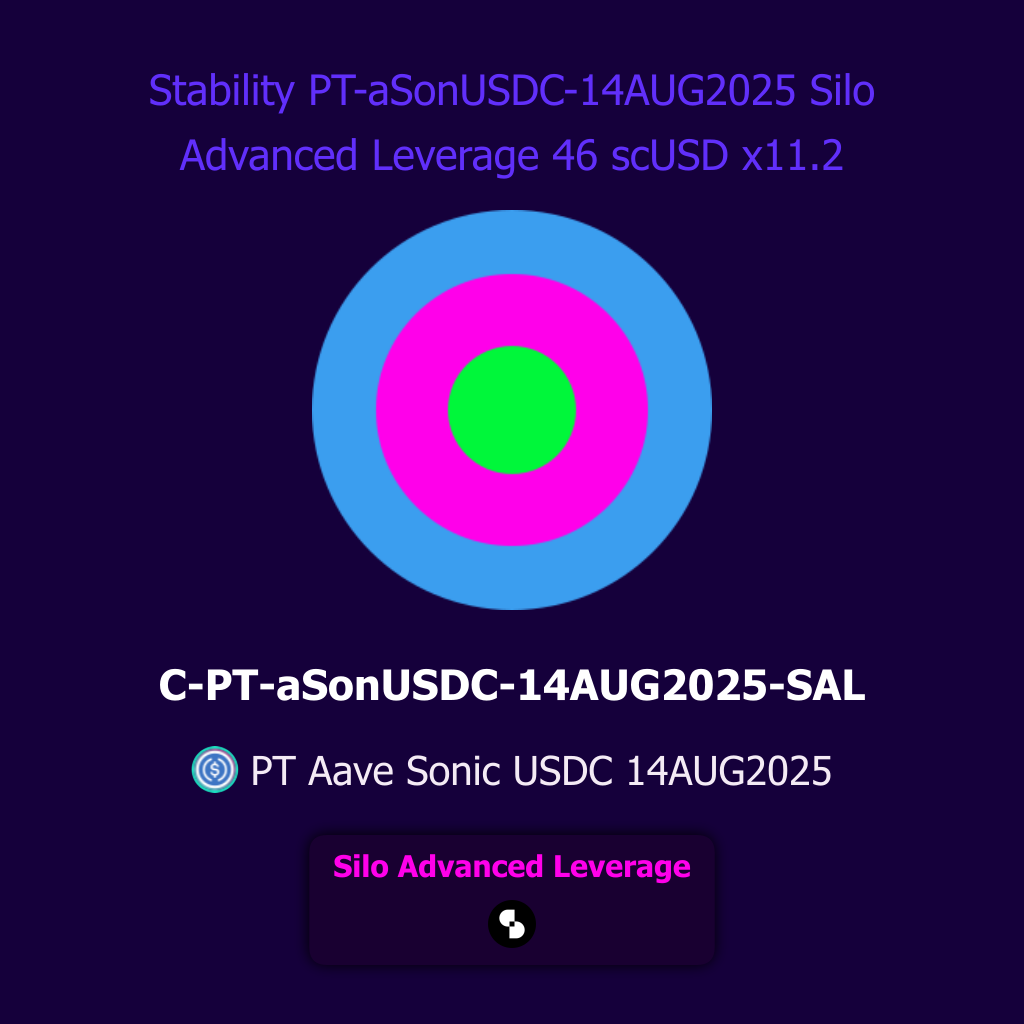 Stability PT-aSonUSDC-14AUG2025 Silo
Advanced Leverage 46 scUSD x11.2
C-PT-aSonUSDC-14AUG2025-SAL
PT Aave Sonic USDC 14AUG2025
Silo Advanced Leverage